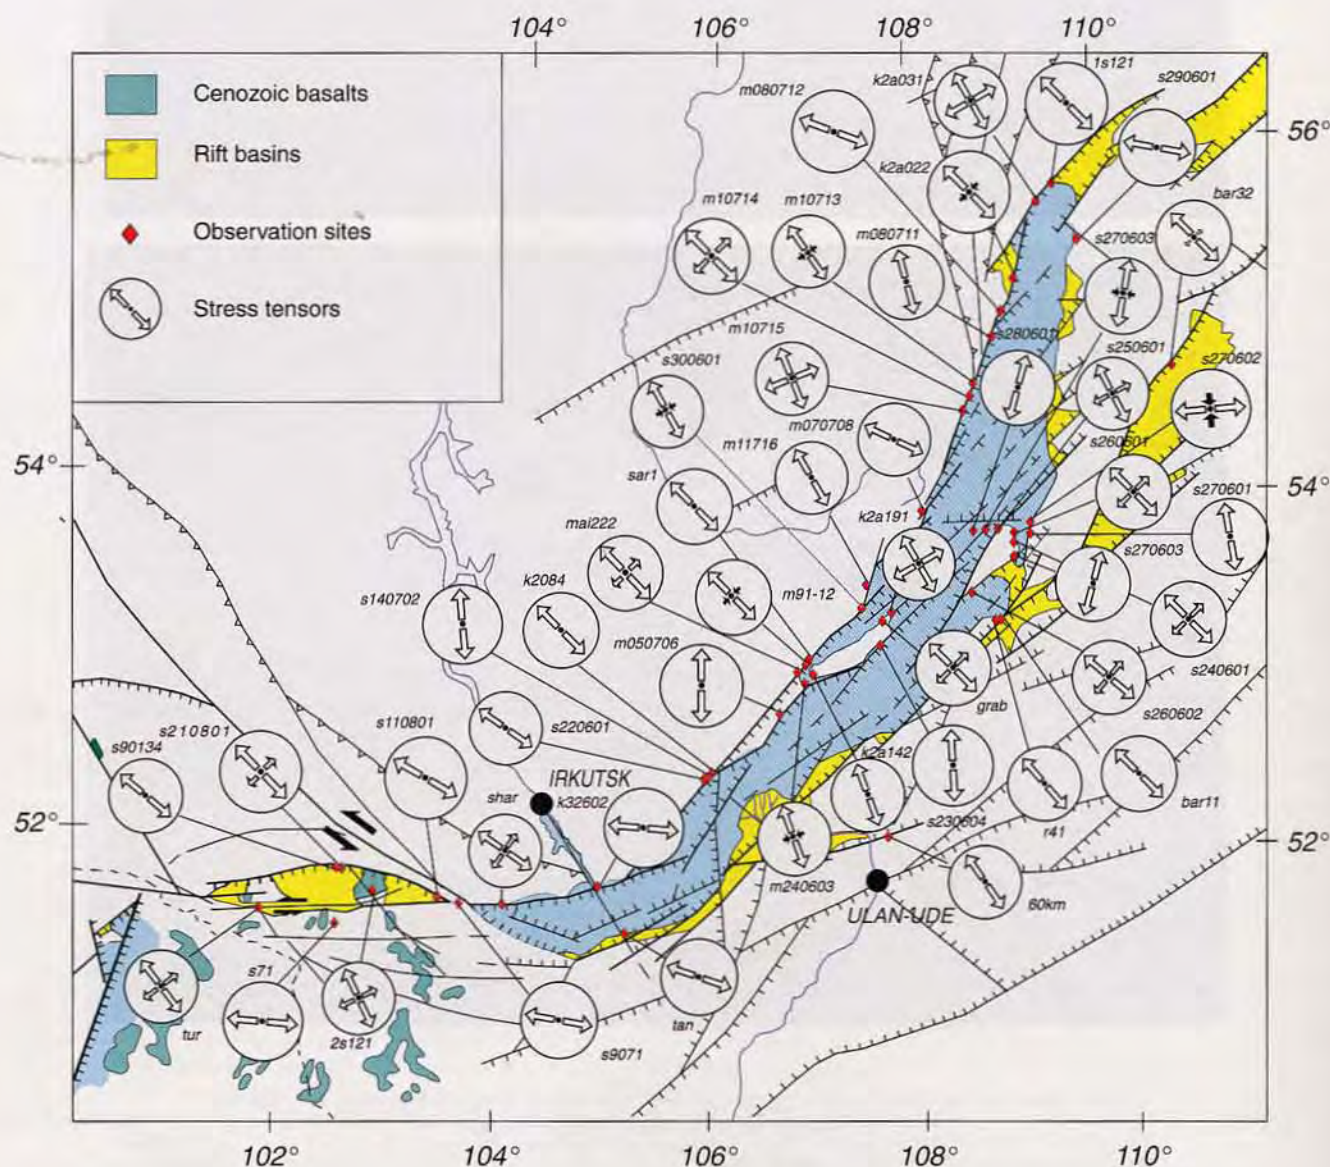 104° 106° 108° 110°
Cenozoic basalts
Rift basins
Observation sites
Stress tensors
m080712
k2a031
1s121
s290601
56°
k2a022
bar32
m10714
m10713
m080711
s270603
m10715
s280601
s300601
s250601
s270602
m070708
m11716
s260601
54°
54°
sar1
s270601
k2a191
mal222
k2084
m91-12
s270603
s140702
m050706
s240601
grab
s260602
s110801
s220601
s210801
s90134
k2a142
IRKUTSK
shar
k32602
bar11
s230604
r41
52°
52°
m240603
60km
ULAN-UDE
s71
tur
2s121
tan
s9071
102° 104° 106° 108° 110°